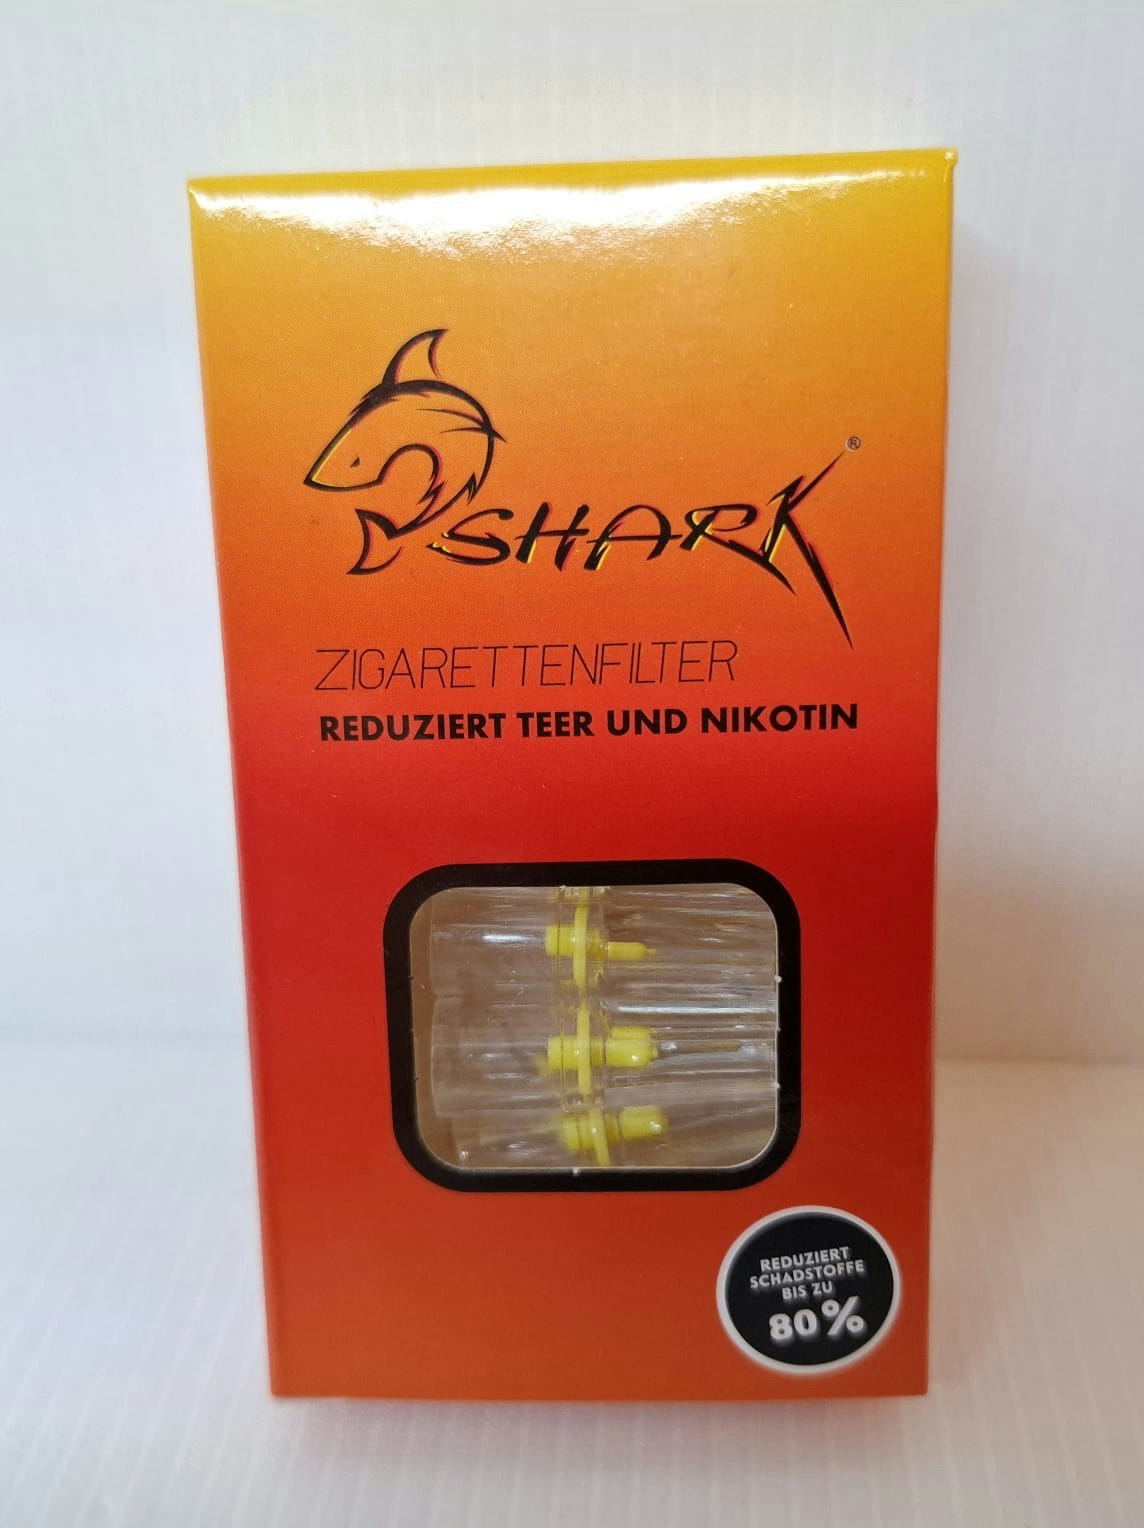 SHARK®
ZIGARETTENFILTER
REDUZIERT TEER UND NIKOTIN
REDUZIERT
SCHADSTOFFE
BIS ZU
80%